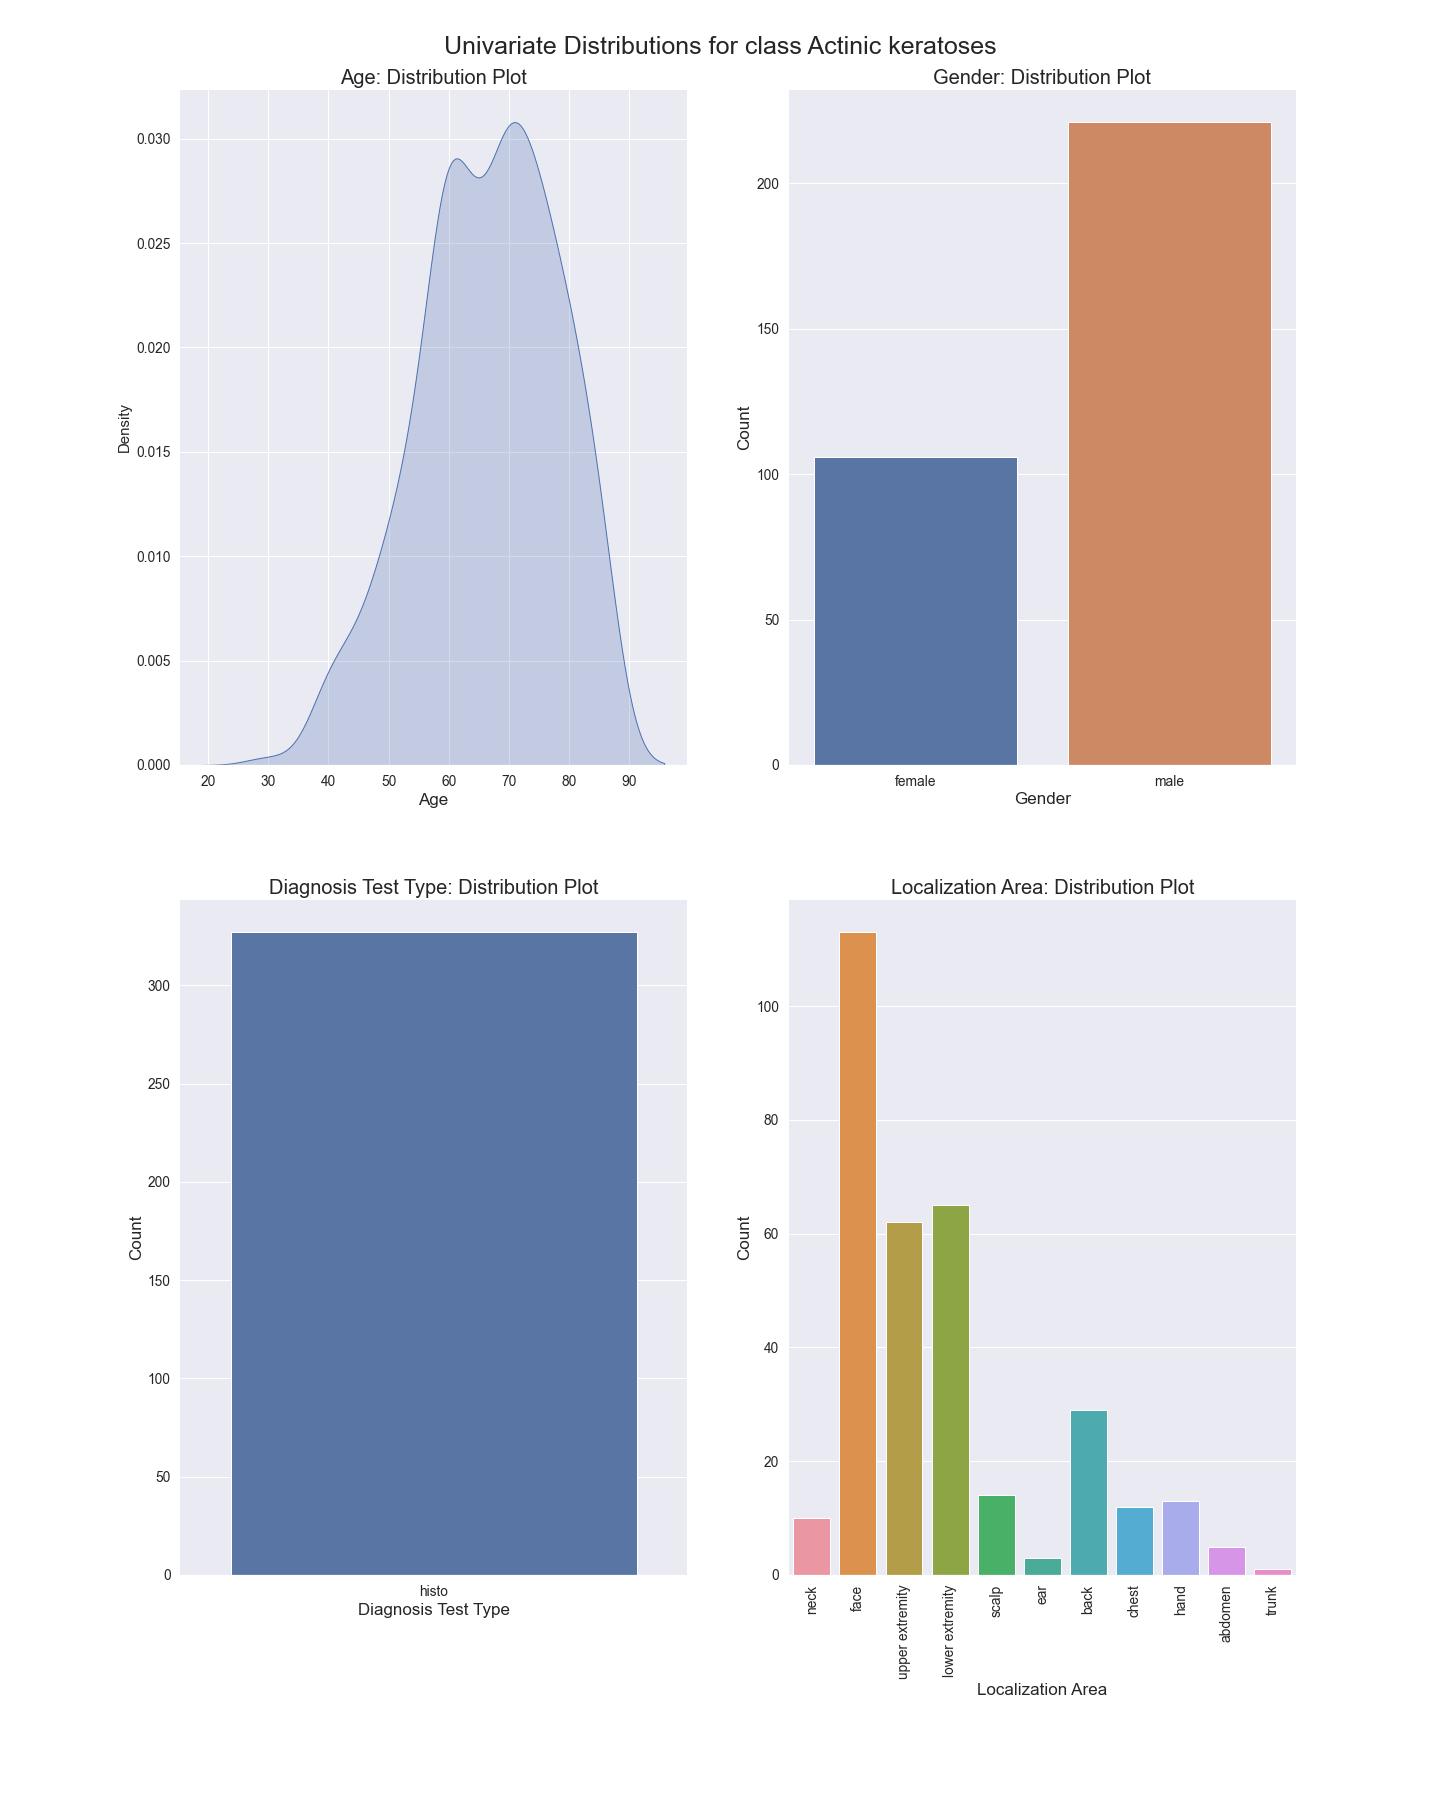 Univariate Distributions for class Actinic keratoses
Age: Distribution Plot
0.030
0.025
0.020
0.015
0.010
0.005
0.000
Density
20 30 40 50 60 70 80 90
Age
Gender: Distribution Plot
200
150
100
50
0
Count
female male
Gender
Diagnosis Test Type: Distribution Plot
300
250
200
150
100
50
0
Count
histo
Diagnosis Test Type
Localization Area: Distribution Plot
100
80
60
40
20
0
Count
neck
face
upper extremity
lower extremity
scalp
ear
back
chest
hand
abdomen
trunk
Localization Area